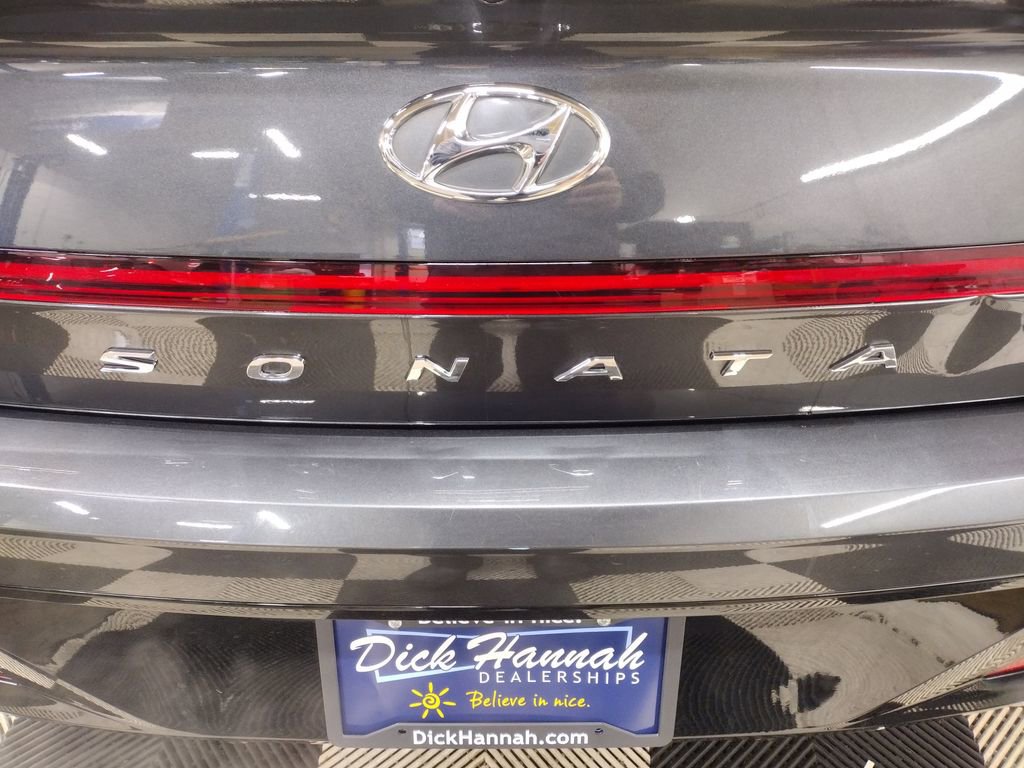 SONATA
Believe in nice.
Dick Hannah
DEALERSHIPS
Believe in nice.
DickHannah.com